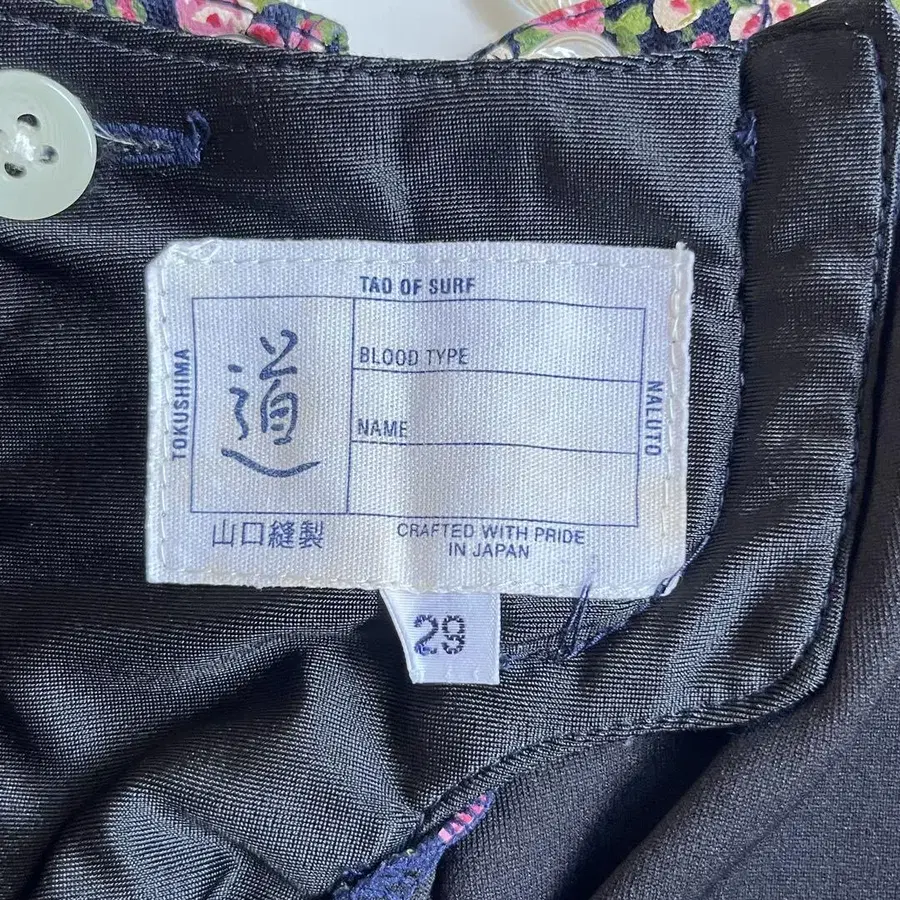 TAO OF SURF
TOKUSHIMA
道
BLOOD TYPE
NAME
NALUTO
山口縫製
CRAFTED WITH PRIDE
IN JAPAN
29